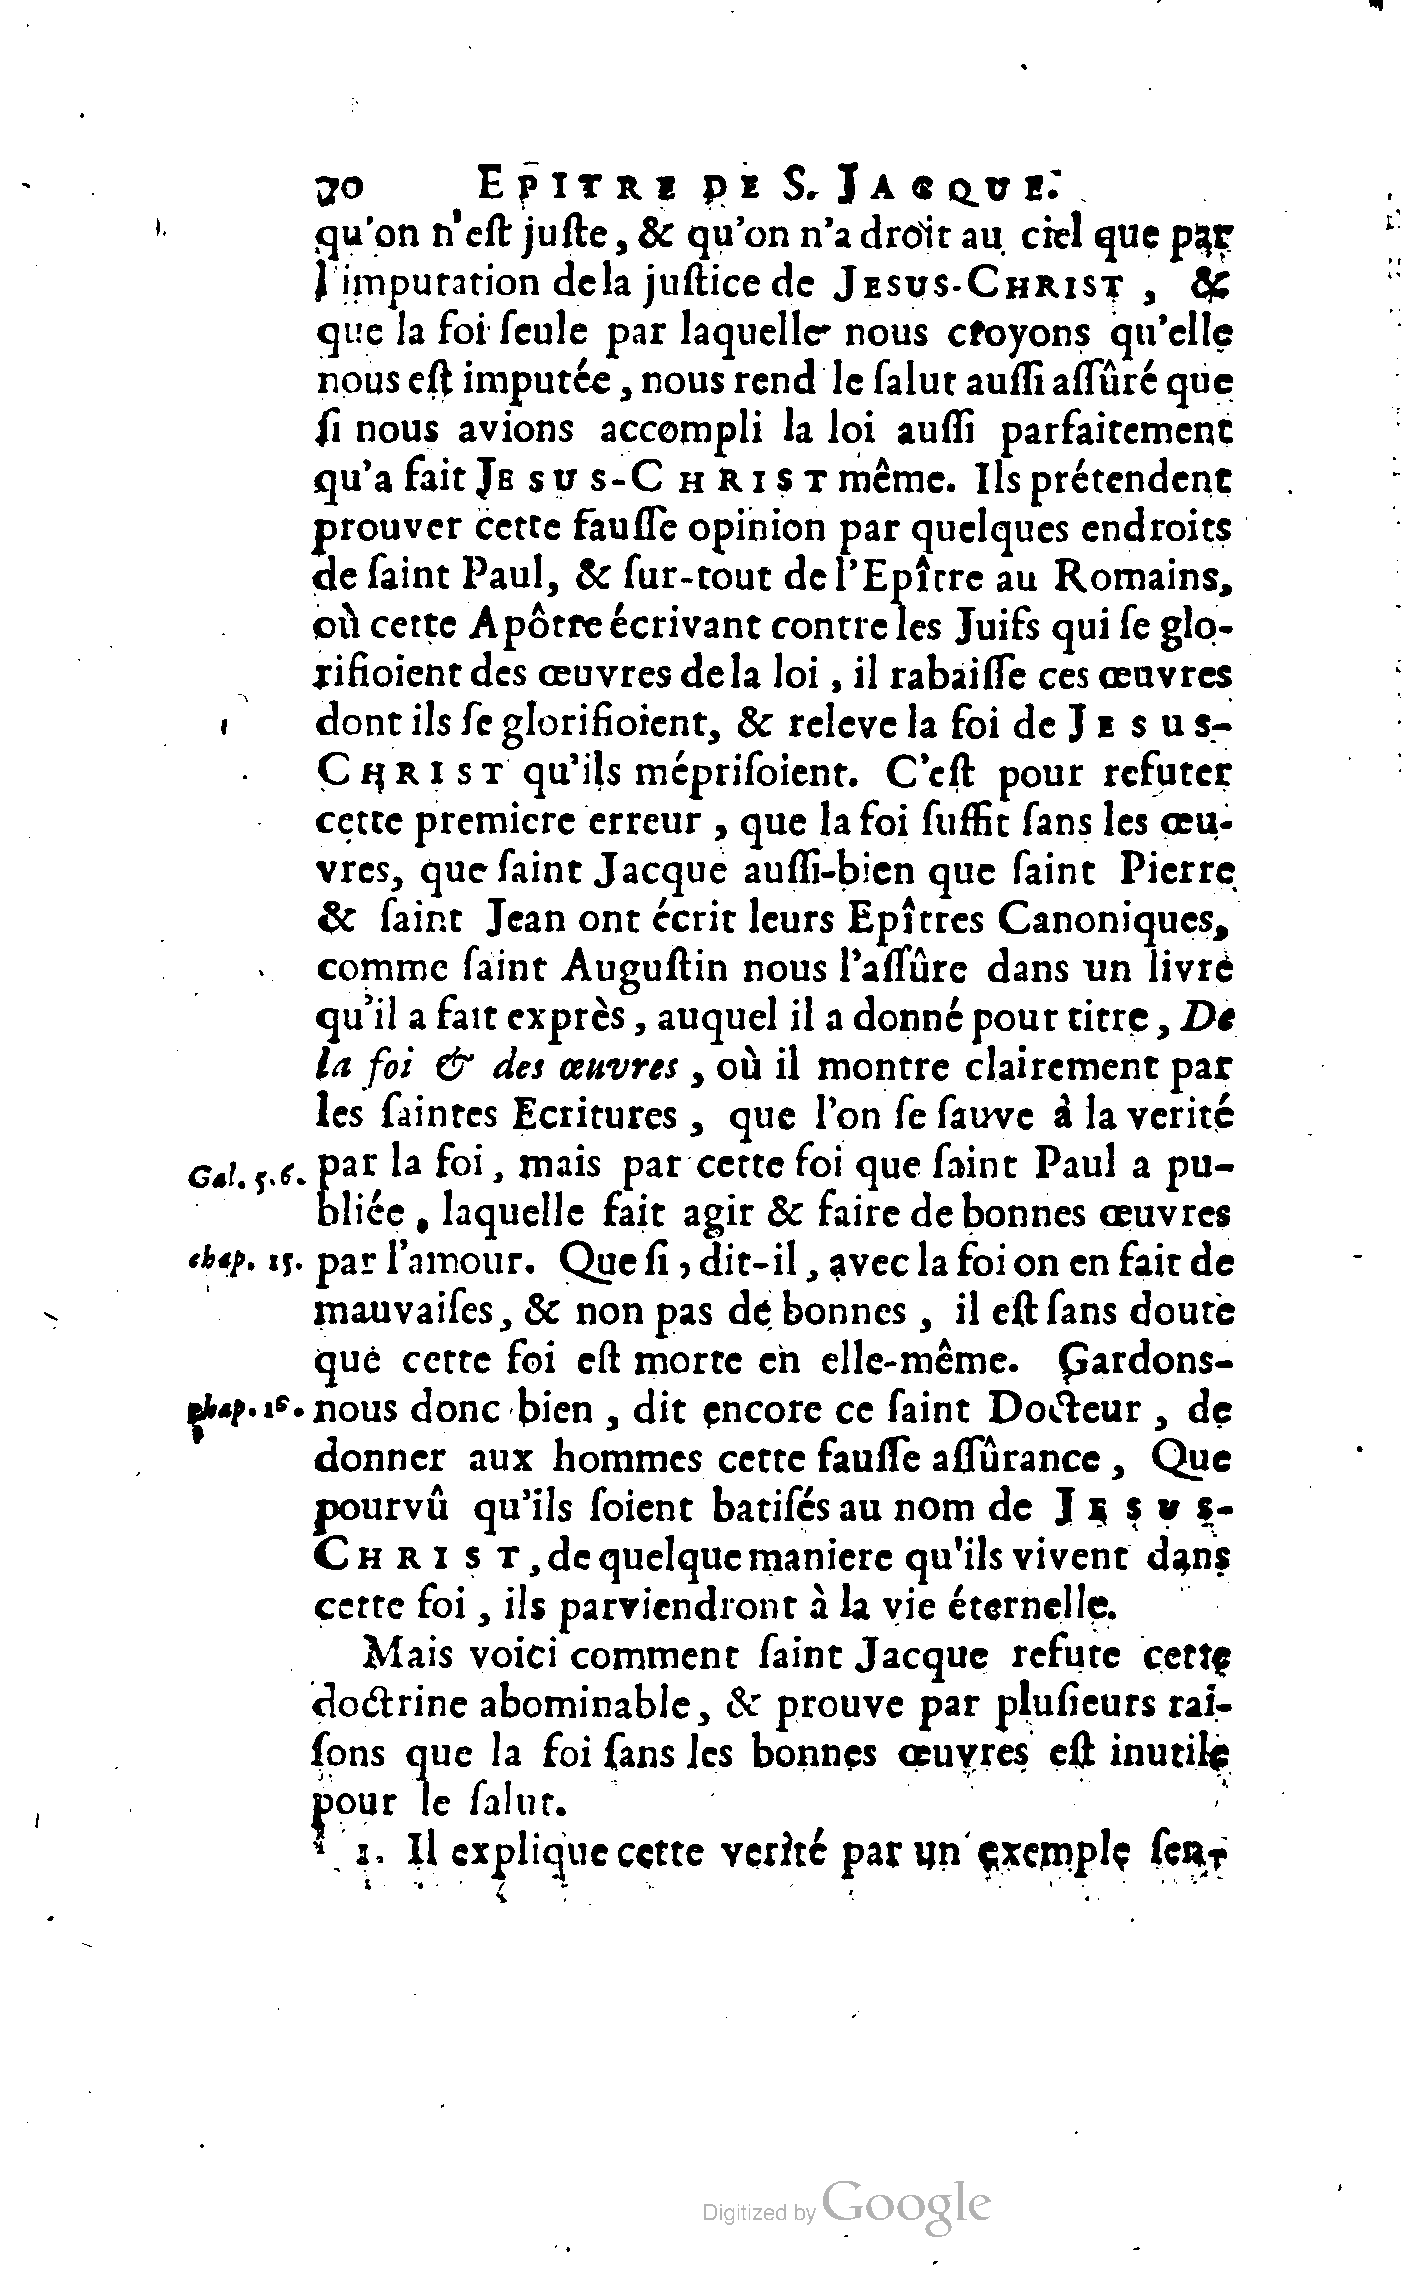 70 EPITRE DE S. JACQUE.
qu'on n'eſt juſte, & qu'on n'a droit au ciel que par
l'imputation dela juſtice de JESUS-CHRIST, &
que la foi ſeule par laquelle nous croyons qu'elle
nous eſt imputée, nous rend le ſalut auſſi aſſûré que
ſi nous avions accompli la loi auſſi parfaitement
qu'a fait JESUS-CHRIST même. Ils prétendent
prouver cette fauſſe opinion par quelques endroits
de ſaint Paul, & ſur-tout de l'Epître au Romains,
où cette Apôtre écrivant contre les Juifs qui ſe glo-
rifioient des œuvres dela loi, il rabaiſſe ces œuvres
dont ils ſe glorifioient, & releve la foi de JESUS-
CHRIST qu'ils mépriſoient. C'eſt pour refuter
cette premiere erreur, que la foi ſuffit ſans les œu-
vres, que ſaint Jacque auſſi-bien que ſaint Pierre
& ſaint Jean ont écrit leurs Epîtres Canoniques,
comme ſaint Auguſtin nous l'aſſûre dans un livre
qu'il a fait exprès, auquel il a donné pour titre, De
la foi & des œuvres, où il montre clairement par
les ſaintes Ecritures, que l'on ſe ſauve à la verité
Gal. 5.6. par la foi, mais par cette foi que ſaint Paul a pu-
bliée, laquelle fait agir & faire de bonnes œuvres
chap. 15. par l'amour. Que ſi, dit-il, avec la foi on en fait de
mauvaiſes, & non pas de bonnes, il eſt ſans doute
que cette foi eſt morte en elle-même. Gardons-
chap. 16. nous donc bien, dit encore ce ſaint Docteur, de
donner aux hommes cette fauſſe aſſûrance, Que
pourvû qu'ils ſoient batiſés au nom de JESUS-
CHRIST, de quelque maniere qu'ils vivent dans
cette foi, ils parviendront à la vie éternelle.
Mais voici comment ſaint Jacque refute cette
doctrine abominable, & prouve par pluſieurs rai-
ſons que la foi ſans les bonnes œuvres eſt inutile
pour le ſalut.
1. Il explique cette verité par un exemple ſen-
Digitized by Google